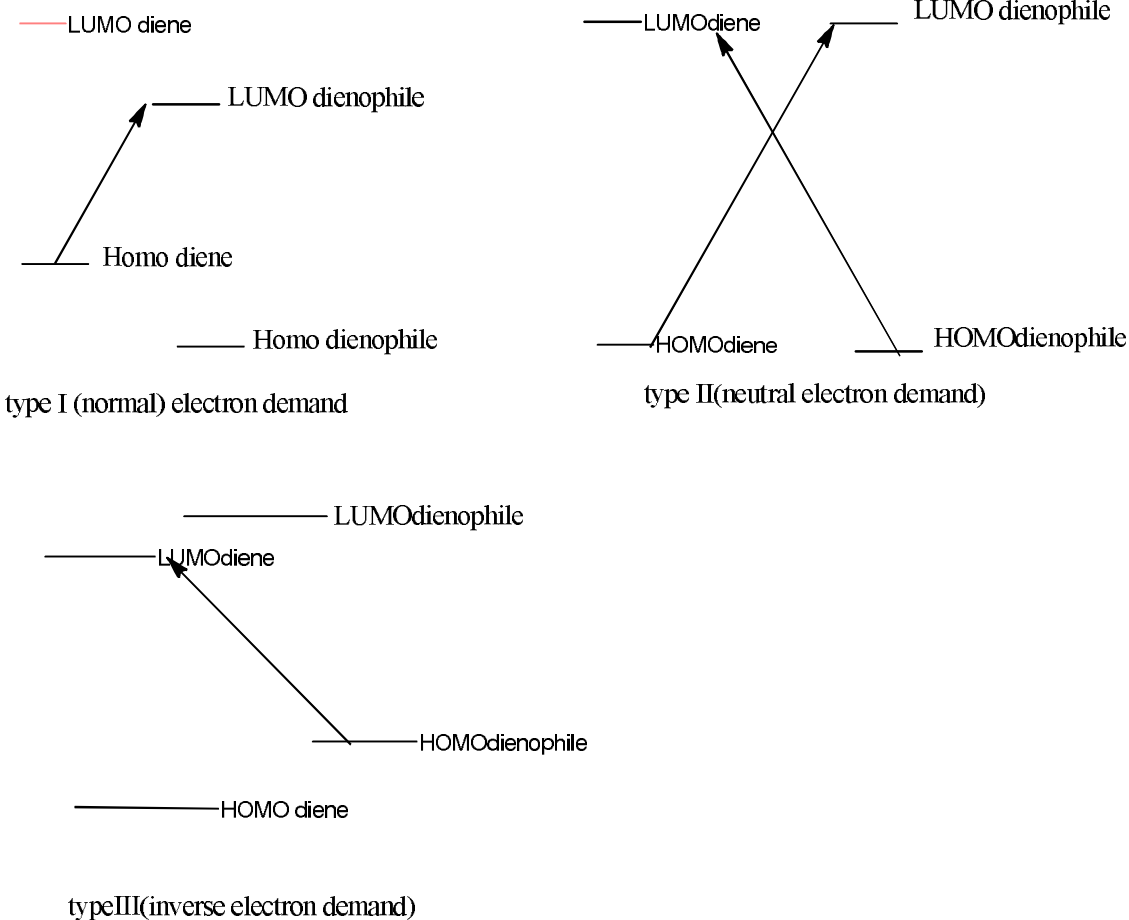 LUMO diene
LUMO dienophile
Homo diene
Homo dienophile
type I (normal) electron demand
LUMOdiene
LUMO dienophile
HOMOdiene
HOMOdienophile
type II(neutral electron demand)
LUMOdienophile
LUMOdiene
HOMOdienophile
HOMO diene
typeIII(inverse electron demand)